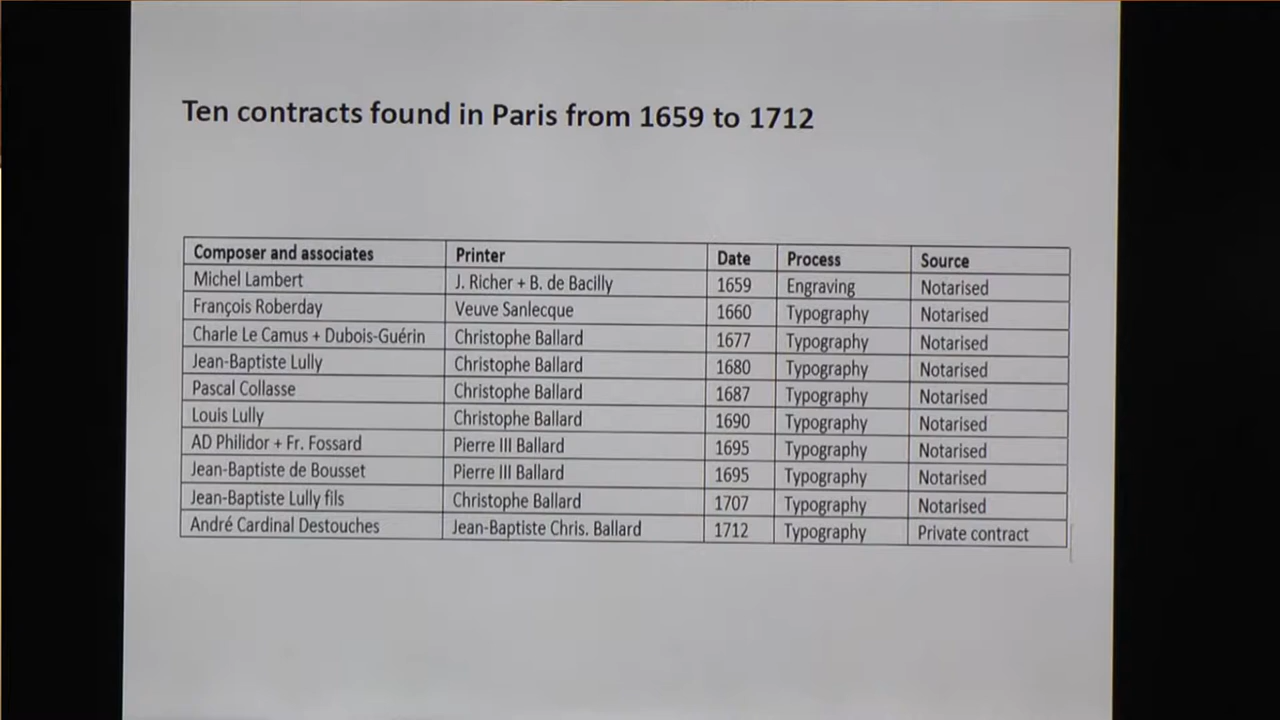 Ten contracts found in Paris from 1659 to 1712
Composer and associates Printer Date Process Source
Michel Lambert J. Richer + B. de Bacilly 1659 Engraving Notarised
François Roberday Veuve Sanlecque 1660 Typography Notarised
Charle Le Camus + Dubois-Guérin Christophe Ballard 1677 Typography Notarised
Jean-Baptiste Lully Christophe Ballard 1680 Typography Notarised
Pascal Collasse Christophe Ballard 1687 Typography Notarised
Louis Lully Christophe Ballard 1690 Typography Notarised
AD Philidor + Fr. Fossard Pierre III Ballard 1695 Typography Notarised
Jean-Baptiste de Bousset Pierre III Ballard 1695 Typography Notarised
Jean-Baptiste Lully fils Christophe Ballard 1707 Typography Notarised
André Cardinal Destouches Jean-Baptiste Chris. Ballard 1712 Typography Private contract